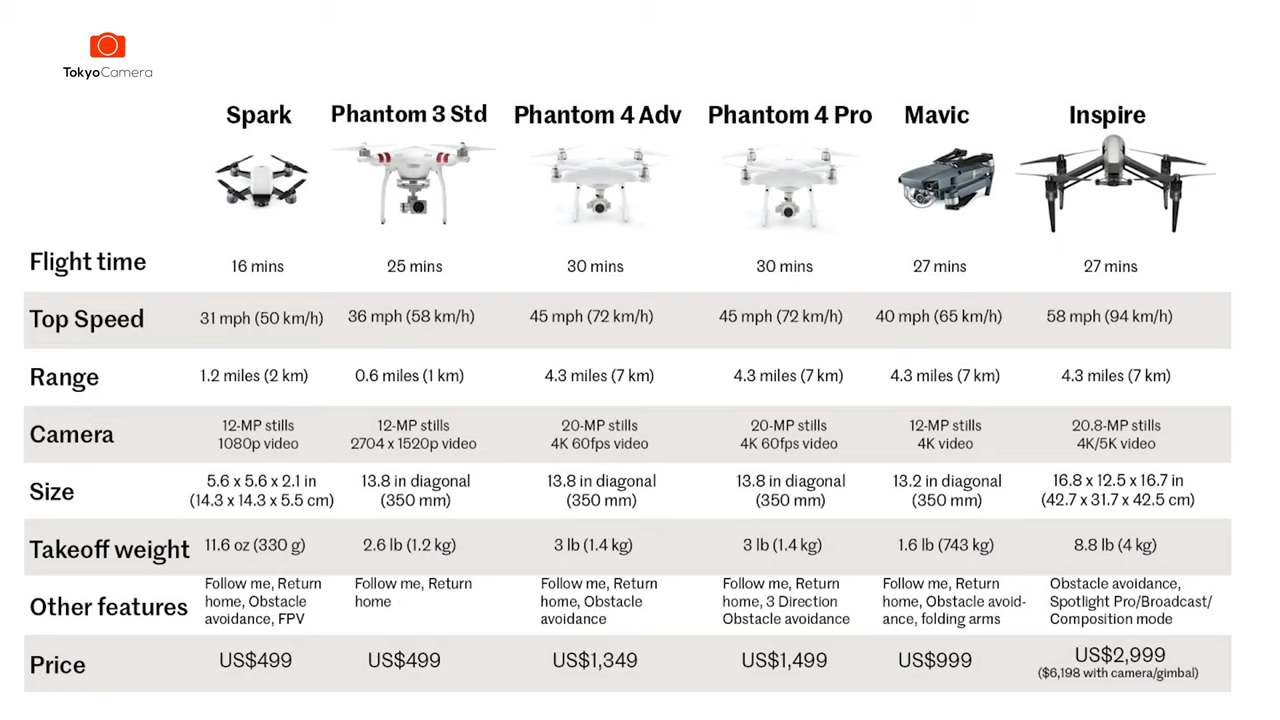 TokyoCamera
Spark Phantom 3 Std Phantom 4 Adv Phantom 4 Pro Mavic Inspire
Flight time 16 mins 25 mins 30 mins 30 mins 27 mins 27 mins
Top Speed 31 mph (50 km/h) 36 mph (58 km/h) 45 mph (72 km/h) 45 mph (72 km/h) 40 mph (65 km/h) 58 mph (94 km/h)
Range 1.2 miles (2 km) 0.6 miles (1 km) 4.3 miles (7 km) 4.3 miles (7 km) 4.3 miles (7 km) 4.3 miles (7 km)
Camera
12-MP stills 12-MP stills 20-MP stills 20-MP stills 12-MP stills 20.8-MP stills
1080p video 2704 x 1520p video 4K 60fps video 4K 60fps video 4K video 4K/5K video
Size
5.6 x 5.6 x 2.1 in 13.8 in diagonal 13.8 in diagonal 13.8 in diagonal 13.2 in diagonal 16.8 x 12.5 x 16.7 in
(14.3 x 14.3 x 5.5 cm) (350 mm) (350 mm) (350 mm) (350 mm) (42.7 x 31.7 x 42.5 cm)
Takeoff weight 11.6 oz (330 g) 2.6 lb (1.2 kg) 3 lb (1.4 kg) 3 lb (1.4 kg) 1.6 lb (743 kg) 8.8 lb (4 kg)
Other features
Follow me, Return Follow me, Return Follow me, Return Follow me, Return Follow me, Return Obstacle avoidance,
home, Obstacle home home, Obstacle home, 3 Direction home, Obstacle avoid- Spotlight Pro/Broadcast/
avoidance, FPV avoidance Obstacle avoidance ance, folding arms Composition mode
Price US$499 US$499 US$1,349 US$1,499 US$999 US$2,999
($6,198 with camera/gimbal)